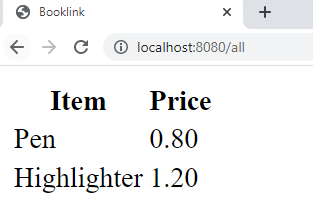 Booklink
localhost:8080/all
Item Price
Pen 0.80
Highlighter 1.20